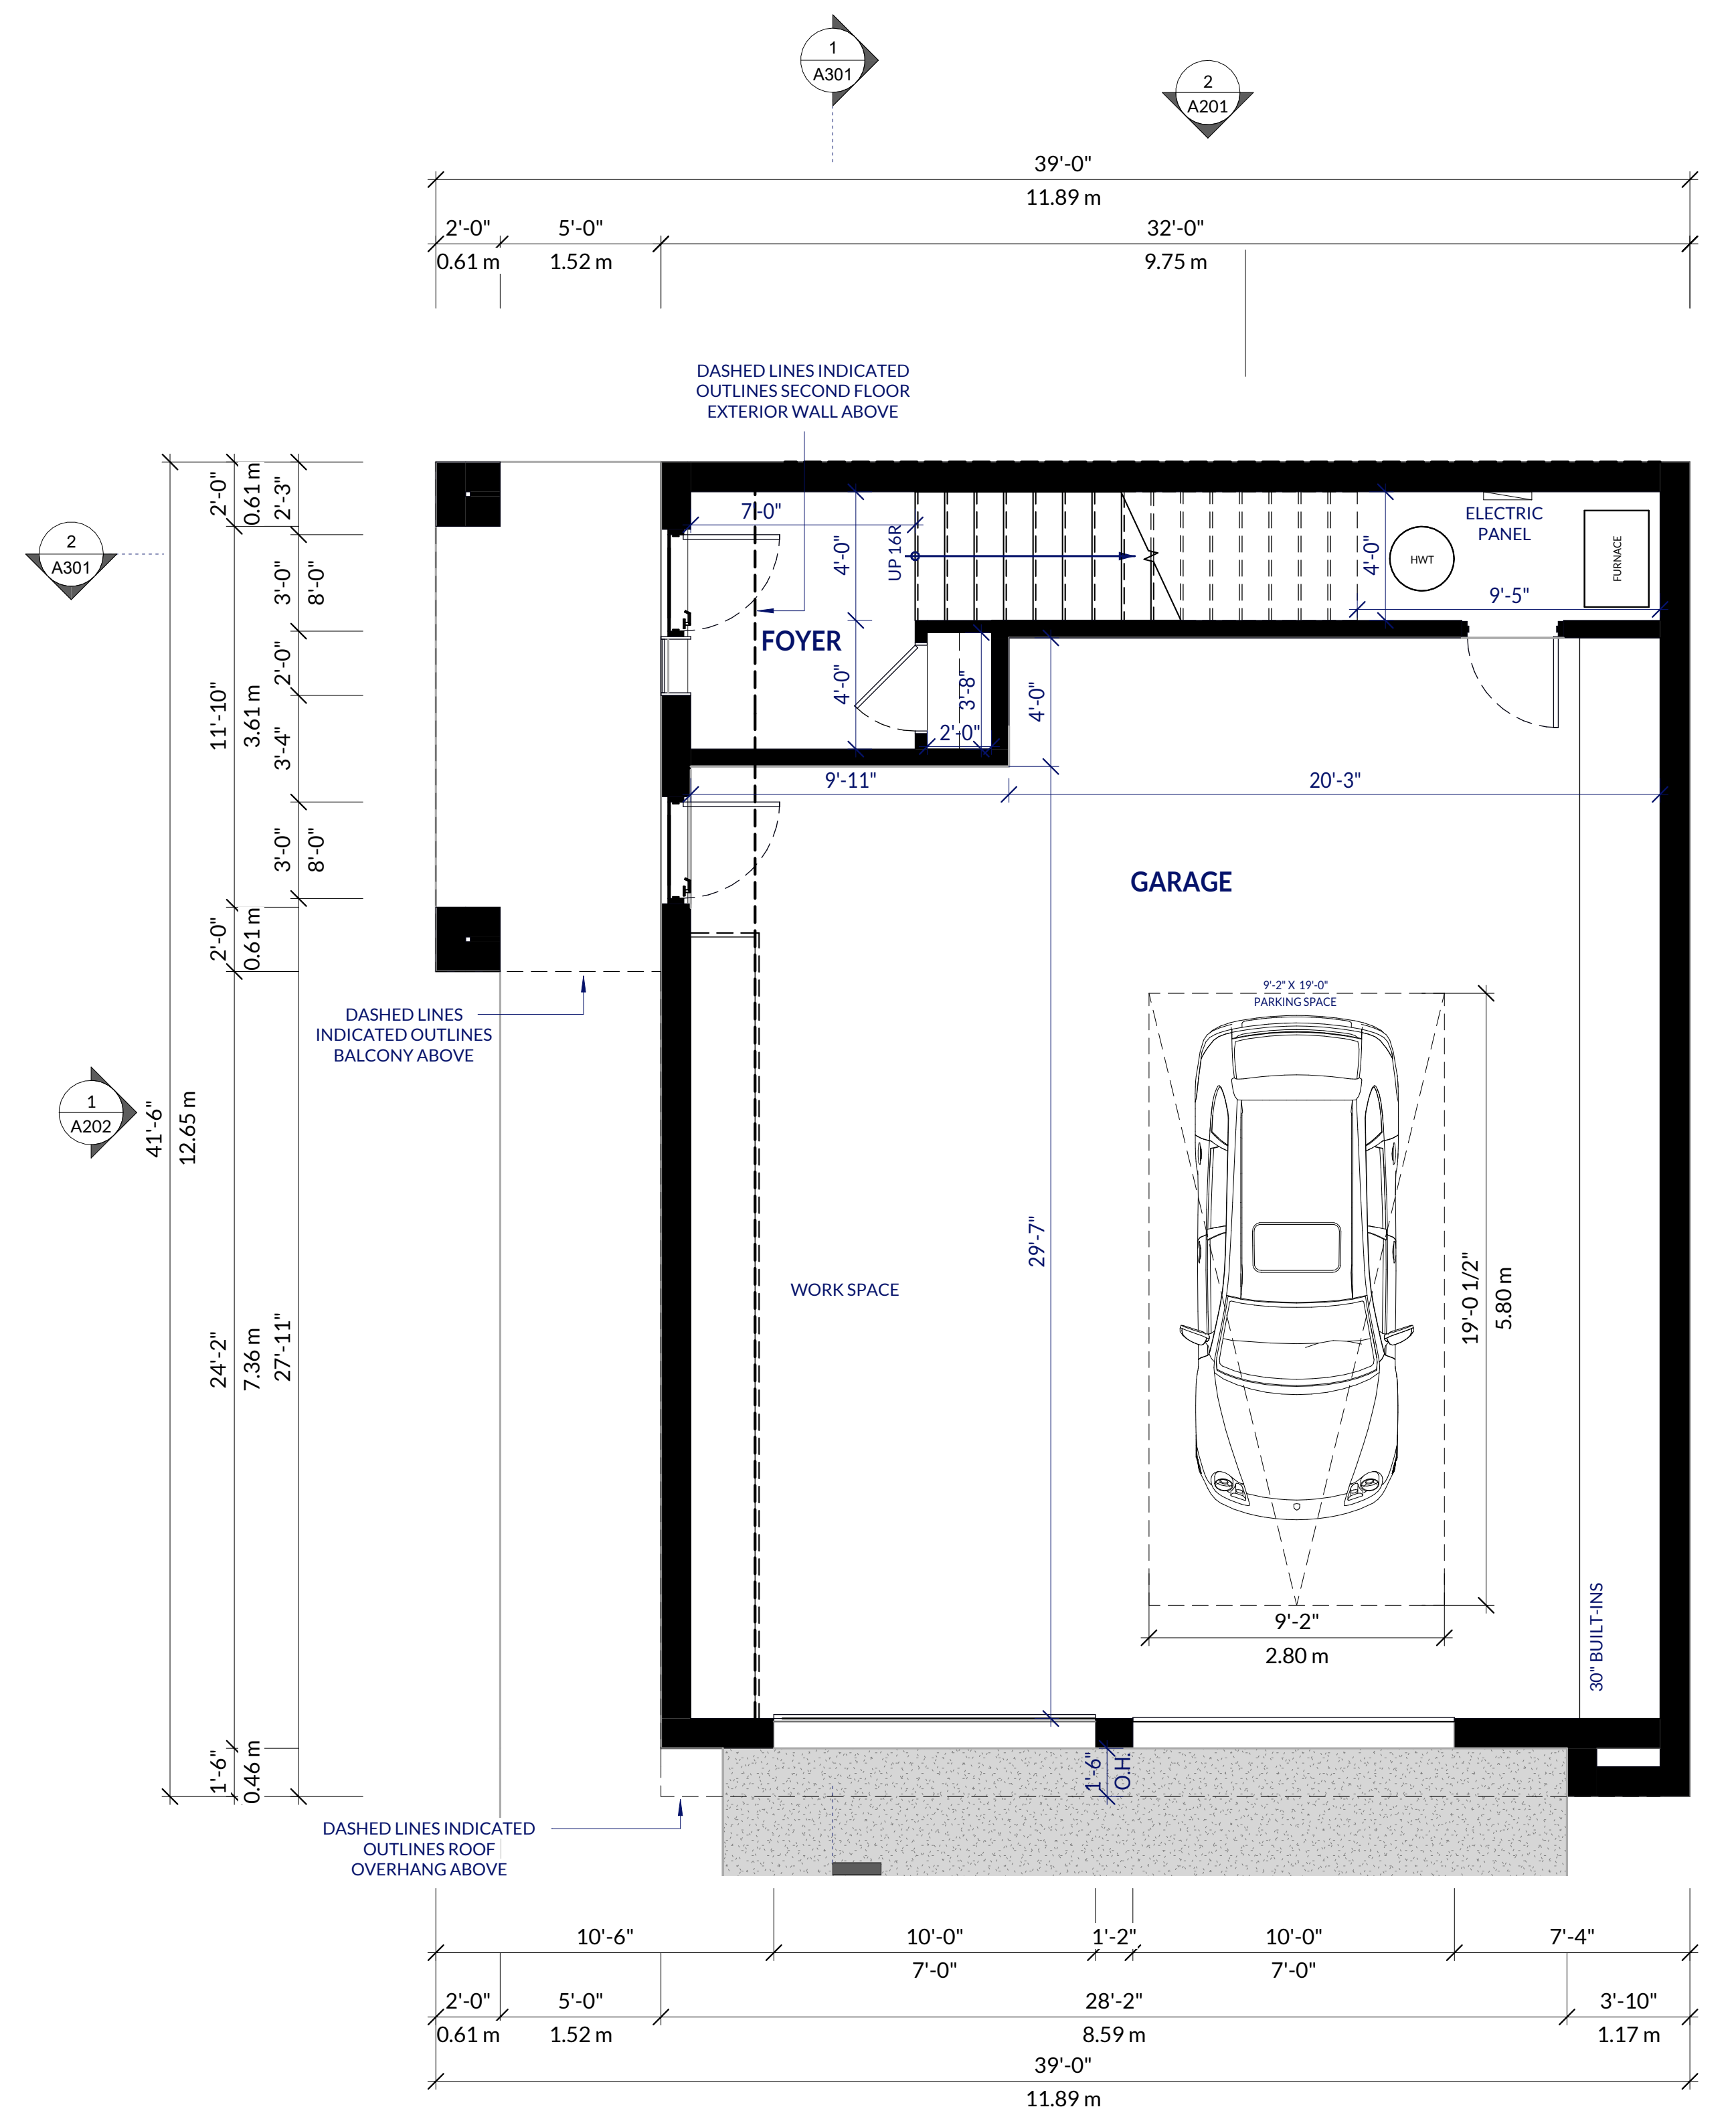 1
A301
2
A201
39'-0"
11.89 m
2'-0"
5'-0"
32'-0"
0.61 m
1.52 m
9.75 m
DASHED LINES INDICATED
OUTLINES SECOND FLOOR
EXTERIOR WALL ABOVE
2'-0"
0.61 m
2'-3"
7'-0"
4'-0"
UP 16R
4'-0"
ELECTRIC
PANEL
HWT
FURNACE
9'-5"
2
A301
3'-0"
8'-0"
FOYER
2'-0"
4'-0"
3'-8"
2'-0"
4'-0"
11'-10"
3.61 m
3'-4"
9'-11"
20'-3"
3'-0"
8'-0"
GARAGE
2'-0"
0.61 m
9'-2" X 19'-0"
PARKING SPACE
DASHED LINES
INDICATED OUTLINES
BALCONY ABOVE
1
A202
41'-6"
12.65 m
29'-7"
WORK SPACE
19'-0 1/2"
5.80 m
24'-2"
7.36 m
27'-11"
9'-2"
2.80 m
30" BUILT-INS
1'-6"
0.46 m
1'-6"
O.H.
DASHED LINES INDICATED
OUTLINES ROOF
OVERHANG ABOVE
10'-6"
10'-0"
1'-2"
10'-0"
7'-4"
7'-0"
7'-0"
2'-0"
5'-0"
28'-2"
3'-10"
0.61 m
1.52 m
8.59 m
1.17 m
39'-0"
11.89 m